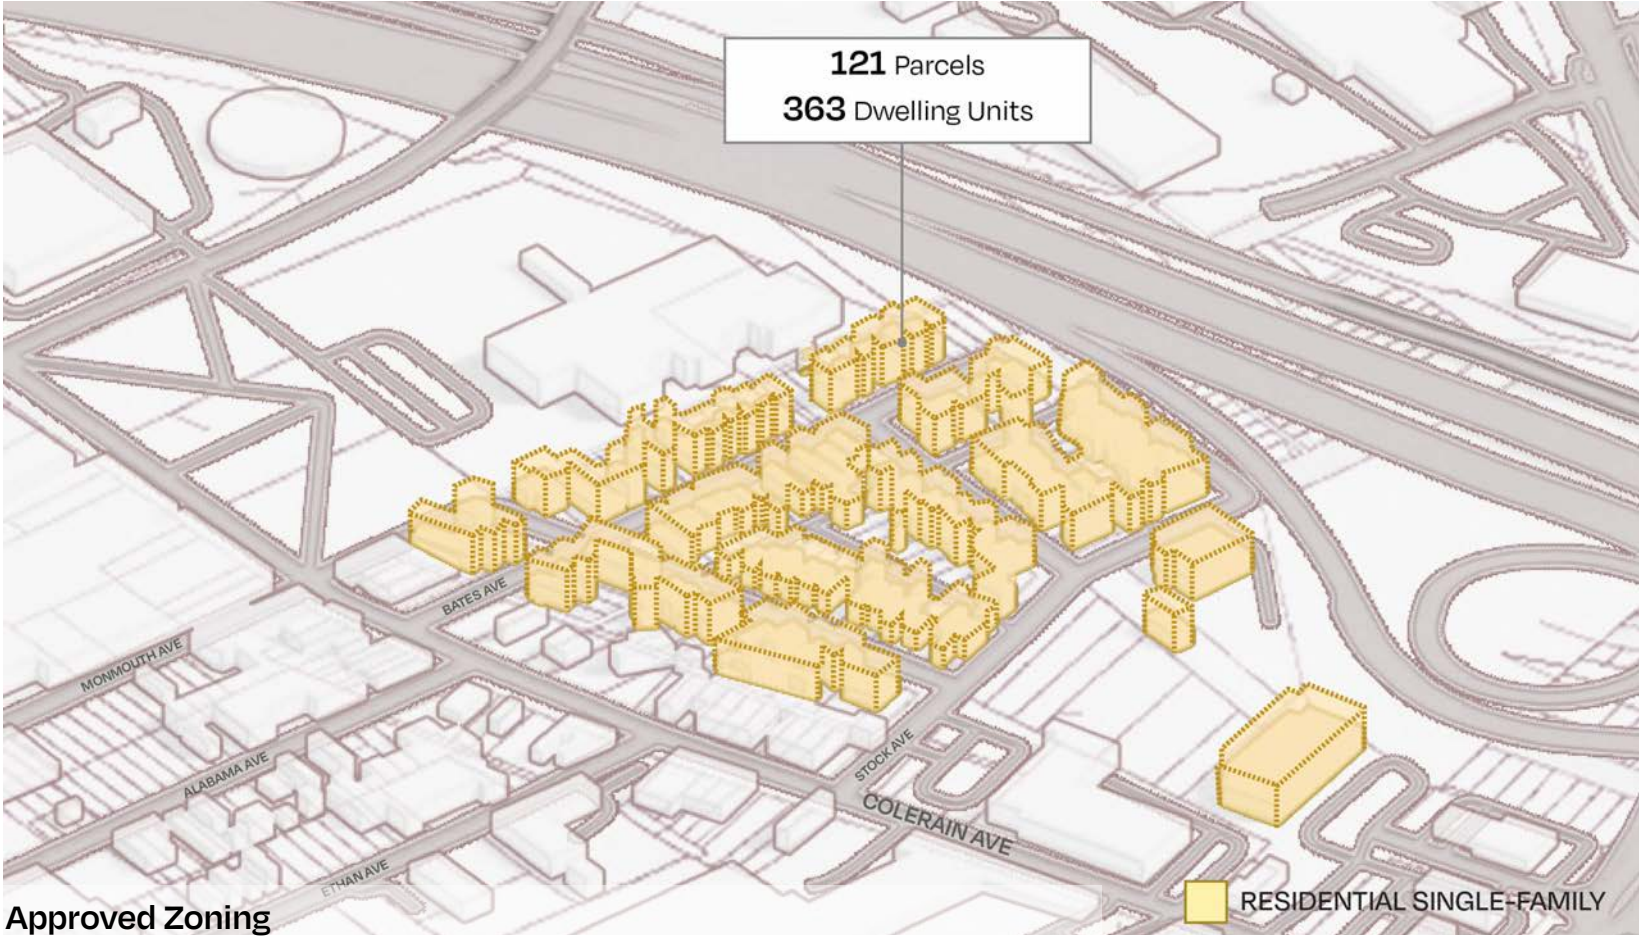 121 Parcels
363 Dwelling Units
BATES AVE
MONMOUTH AVE
ALABAMA AVE
STOCK AVE
COLERAIN AVE
ETHAN AVE
RESIDENTIAL SINGLE-FAMILY
Approved Zoning